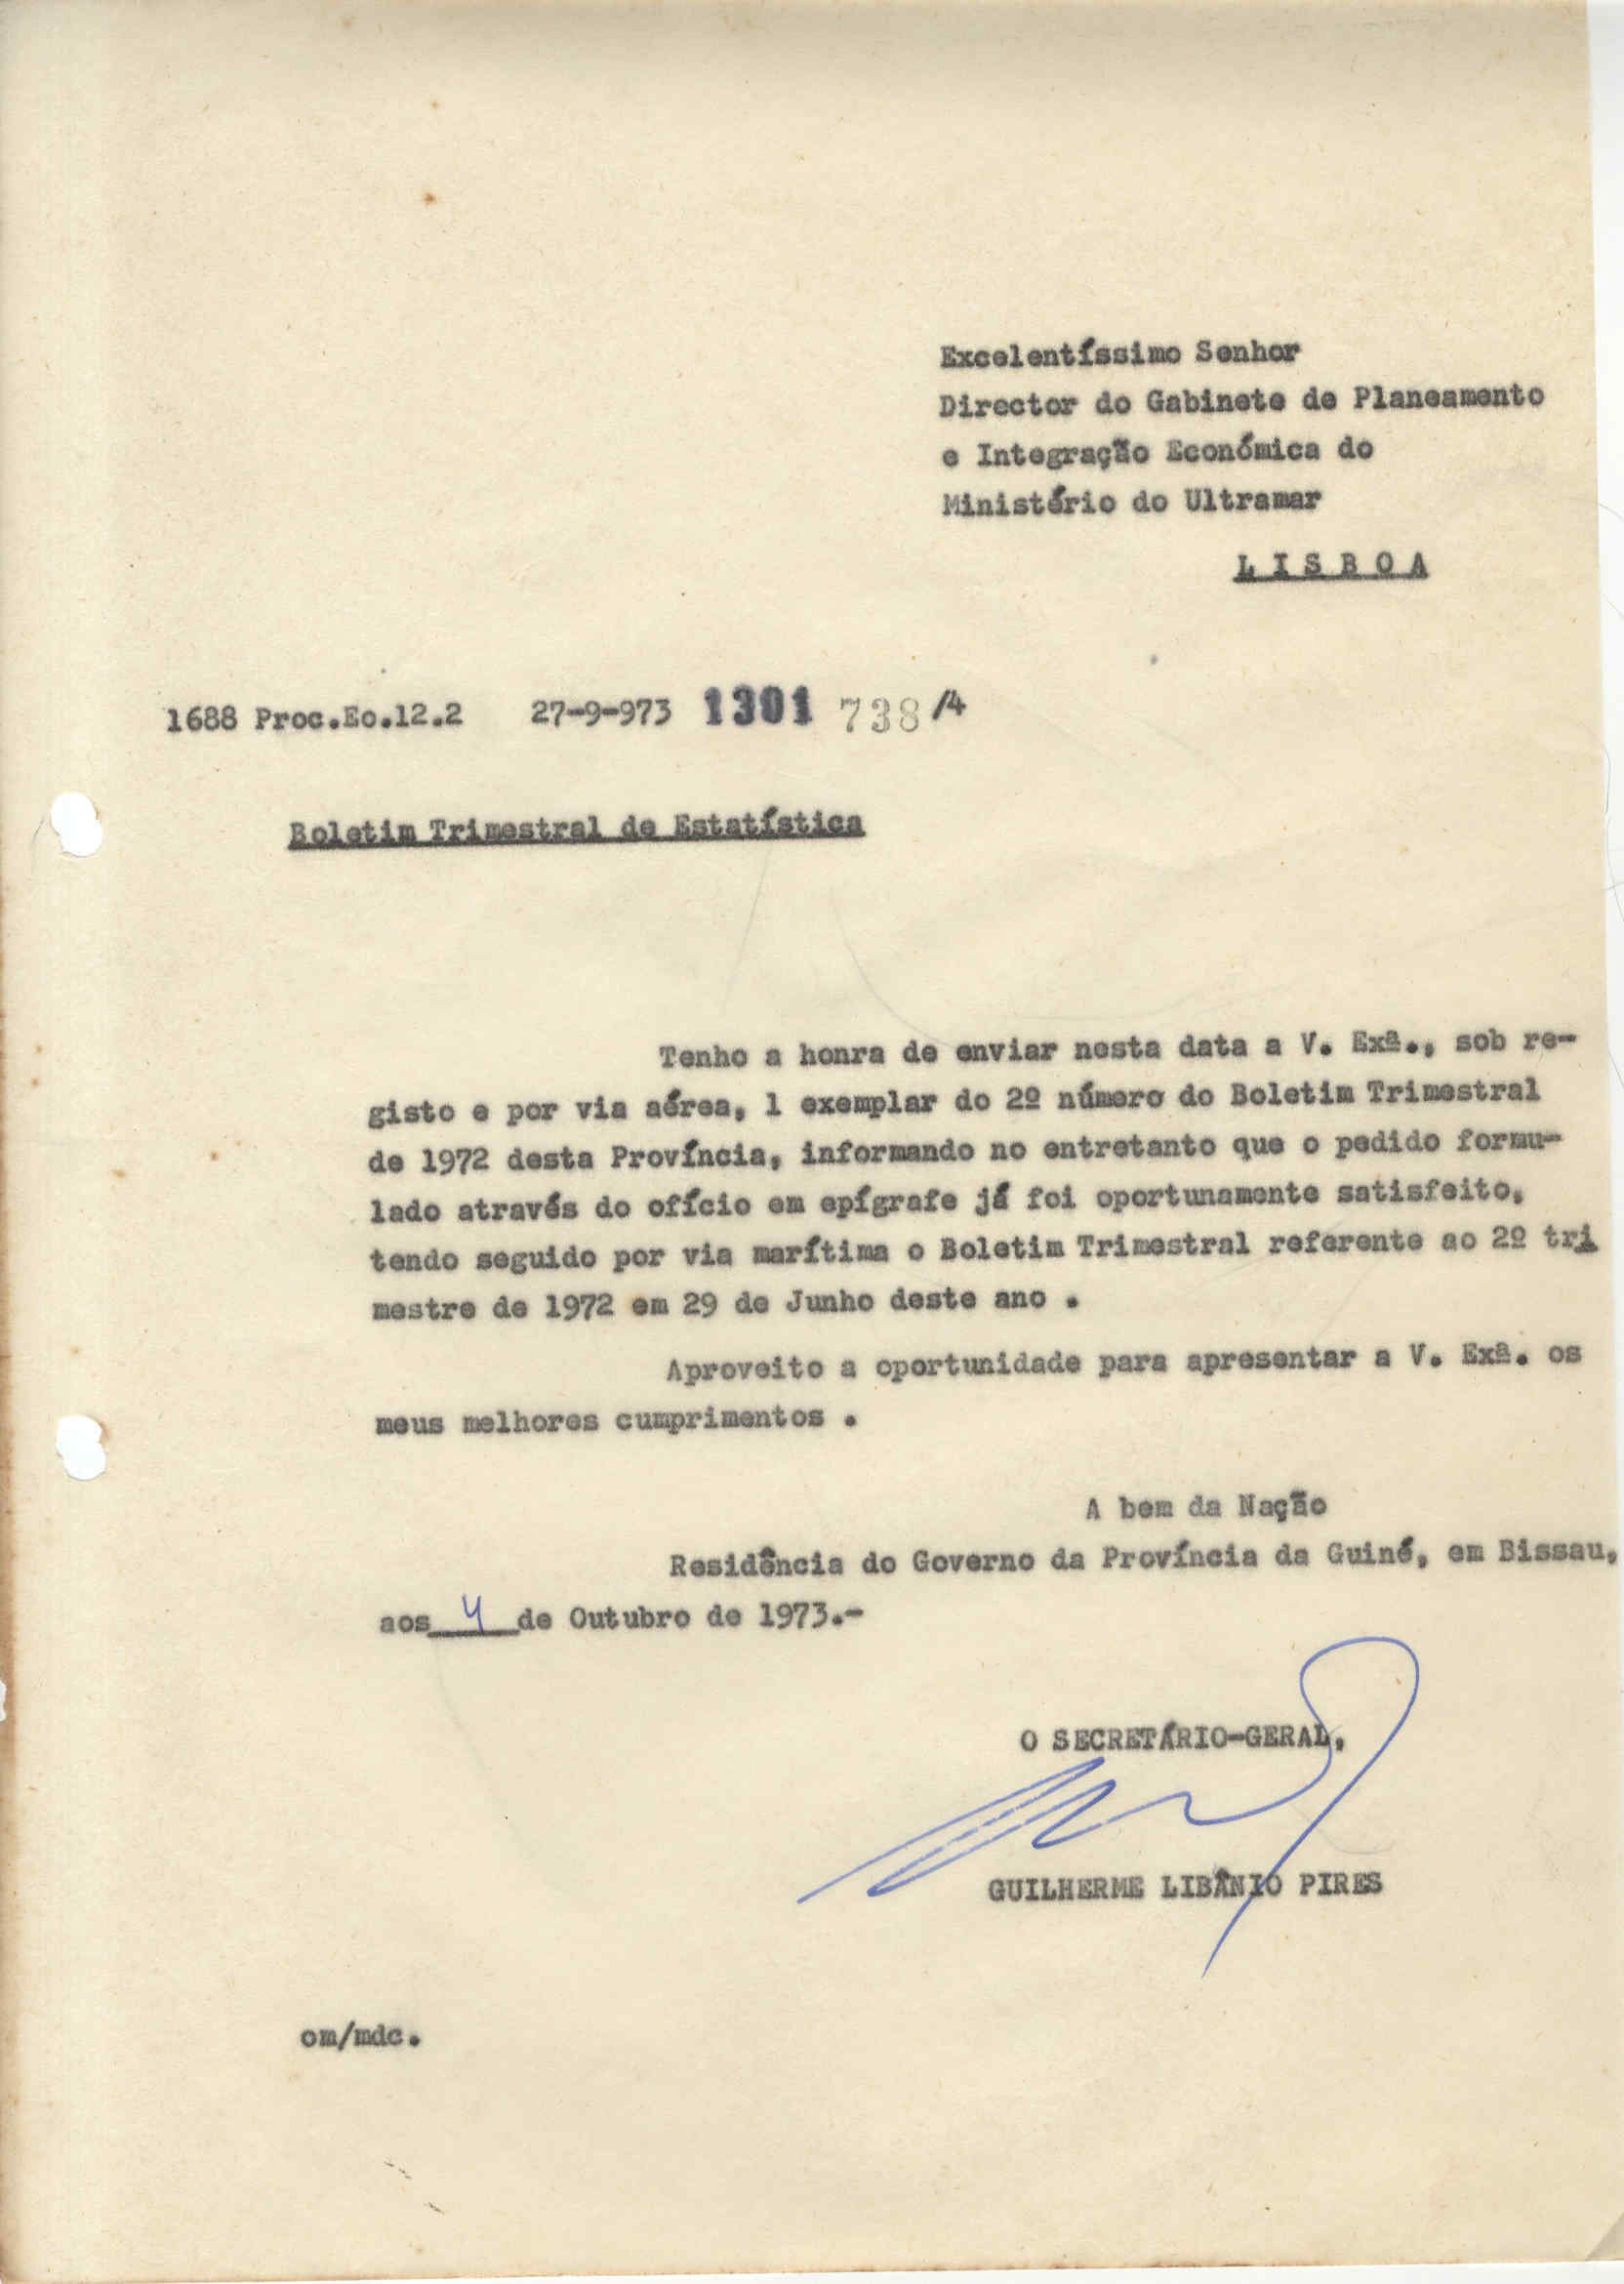 Excelentíssimo Senhor
Director do Gabinete de Planeamento
e Integração Económica do
Ministério do Ultramar
L I S B O A
1688 Proc.Eo.12.2 27-9-973 1301 738 /4
Boletim Trimestral de Estatística
Tenho a honra de enviar nesta data a V. Exª., sob re-
gisto e por via aérea, 1 exemplar do 2º número do Boletim Trimestral
de 1972 desta Província, informando no entretanto que o pedido formu-
lado através do ofício em epígrafe já foi oportunamente satisfeito,
tendo seguido por via marítima o Boletim Trimestral referente ao 2º tri
mestre de 1972 em 29 de Junho deste ano .
Aproveito a oportunidade para apresentar a V. Exª. os
meus melhores cumprimentos .
A bem da Nação
Residência do Governo da Província da Guiné, em Bissau,
aos 4 de Outubro de 1973.-
O SECRETÁRIO-GERAL,
GUILHERME LIBÂNIO PIRES
om/mdc.